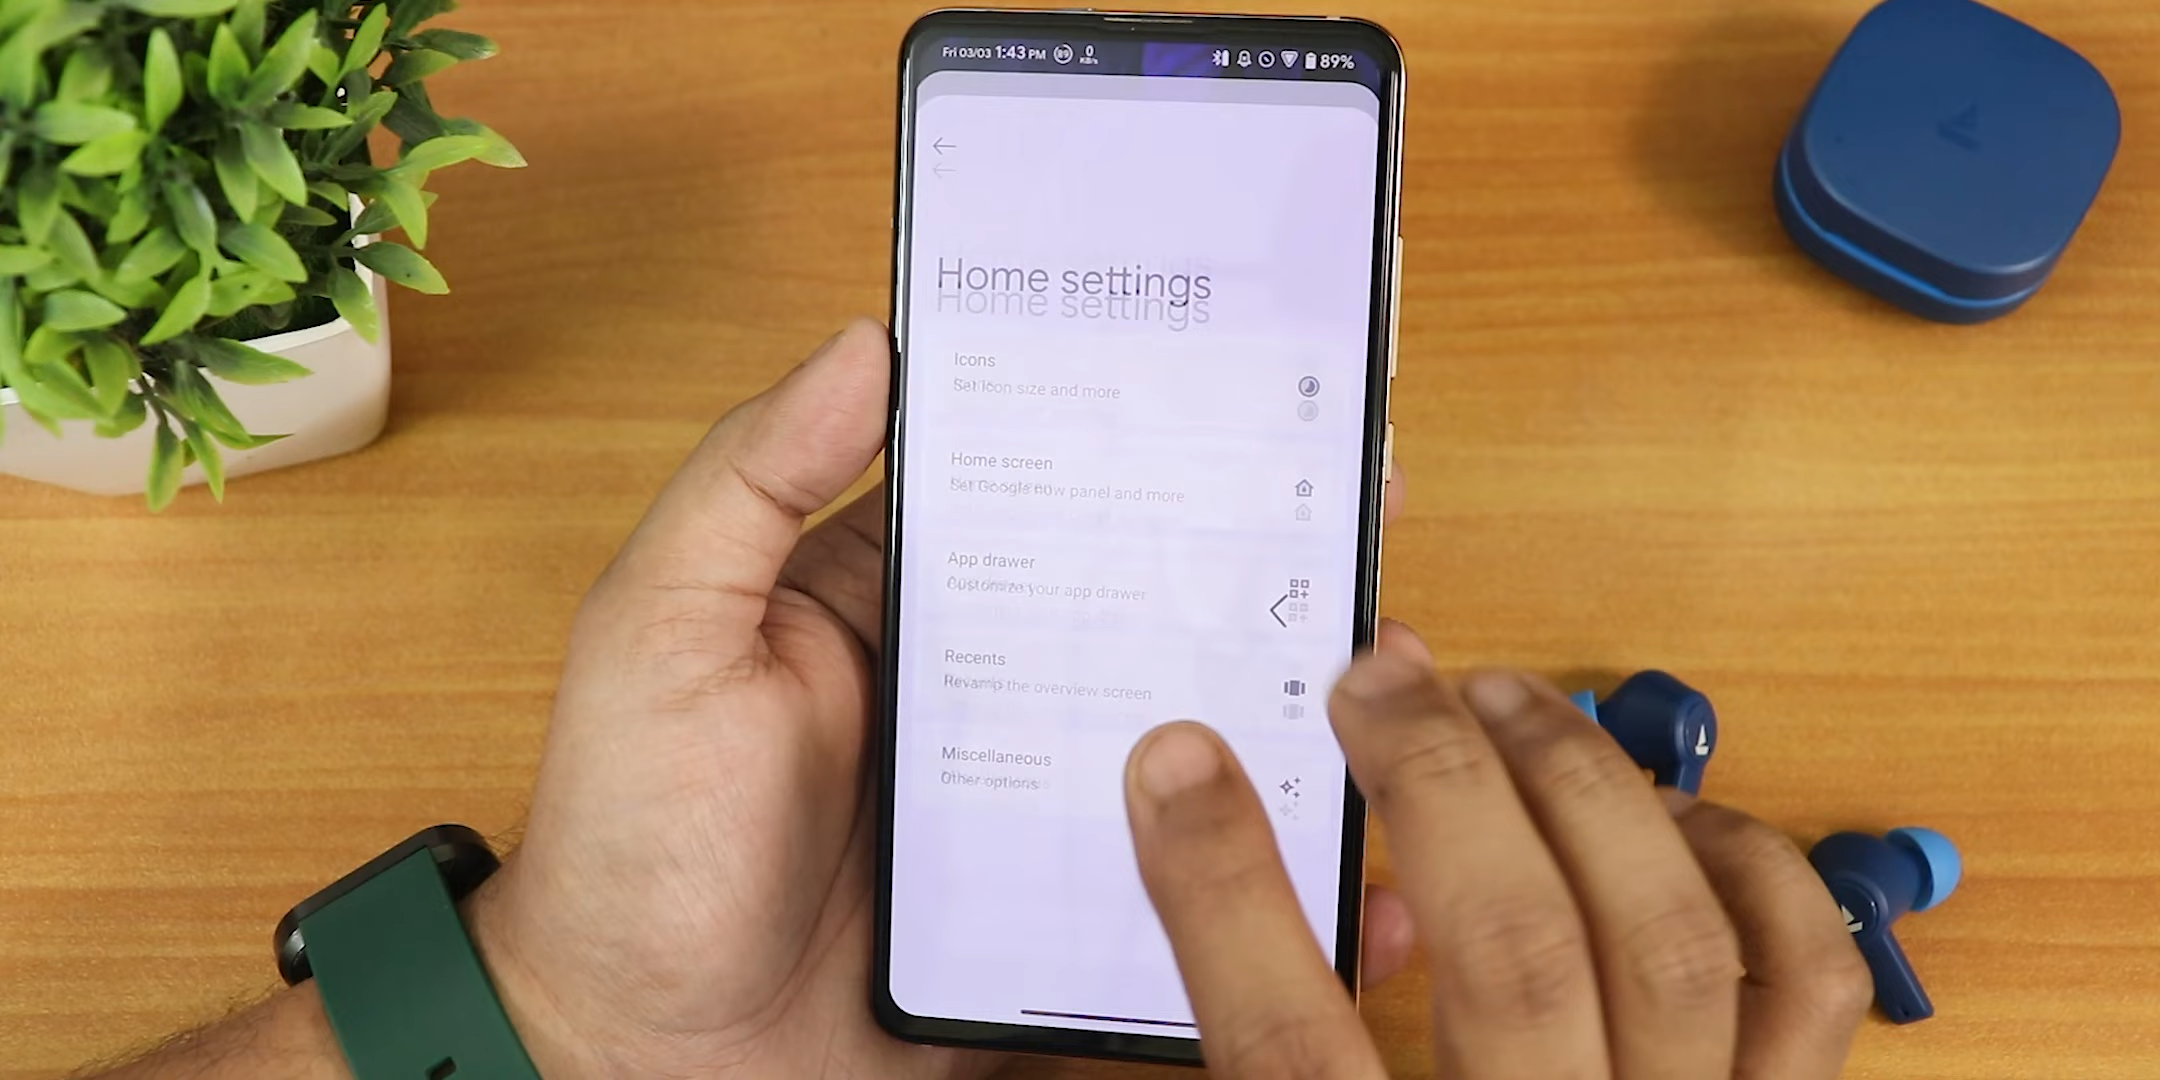 Fri 03/03 1:43 PM 89 0 KB/s 89%
Home settings
Home settings
Icons
Set Icon size and more
Home screen
Set Google now panel and more
App drawer
Customize your app drawer
Recents
Revamp the overview screen
Miscellaneous
Other options